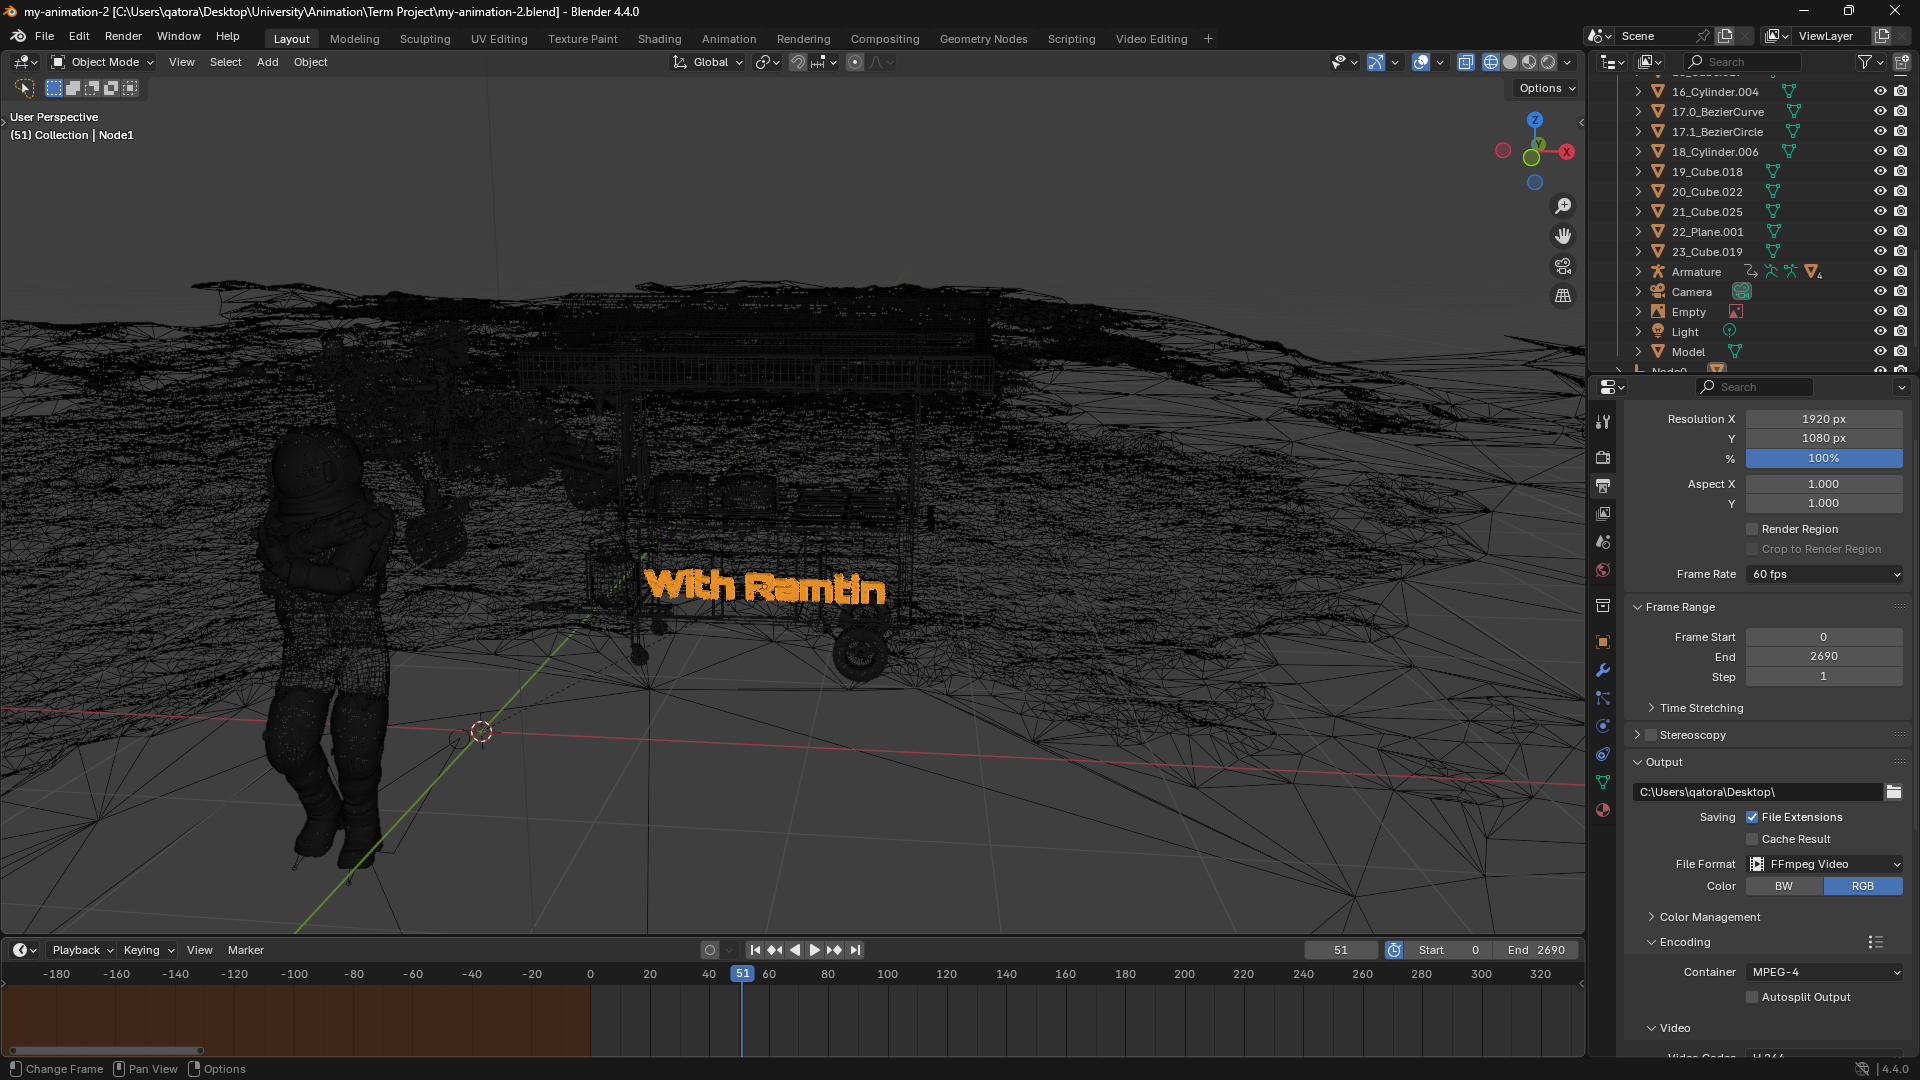 my-animation-2 [C:\Users\qatora\Desktop\University\Animation\Term Project\my-animation-2.blend] - Blender 4.4.0
File Edit Render Window Help
Layout Modeling Sculpting UV Editing Texture Paint Shading Animation Rendering Compositing Geometry Nodes Scripting Video Editing +
Scene
ViewLayer
Object Mode View Select Add Object
Global
Options
User Perspective
(51) Collection | Node1
Z
Y
X
With Ramtin
Search
16_Cylinder.004
17.0_BezierCurve
17.1_BezierCircle
18_Cylinder.006
19_Cube.018
20_Cube.022
21_Cube.025
22_Plane.001
23_Cube.019
Armature 4
Camera
Empty
Light
Model
Search
Resolution X 1920 px
Y 1080 px
% 100%
Aspect X 1.000
Y 1.000
Render Region
Crop to Render Region
Frame Rate 60 fps
Frame Range
Frame Start 0
End 2690
Step 1
Time Stretching
Stereoscopy
Output
C:\Users\qatora\Desktop\
Saving File Extensions
Cache Result
File Format FFmpeg Video
Color BW RGB
Color Management
Encoding
Container MPEG-4
Autosplit Output
Video
Playback Keying View Marker
51 Start 0 End 2690
-180 -160 -140 -120 -100 -80 -60 -40 -20 0 20 40 51 60 80 100 120 140 160 180 200 220 240 260 280 300 320
Change Frame Pan View Options
4.4.0